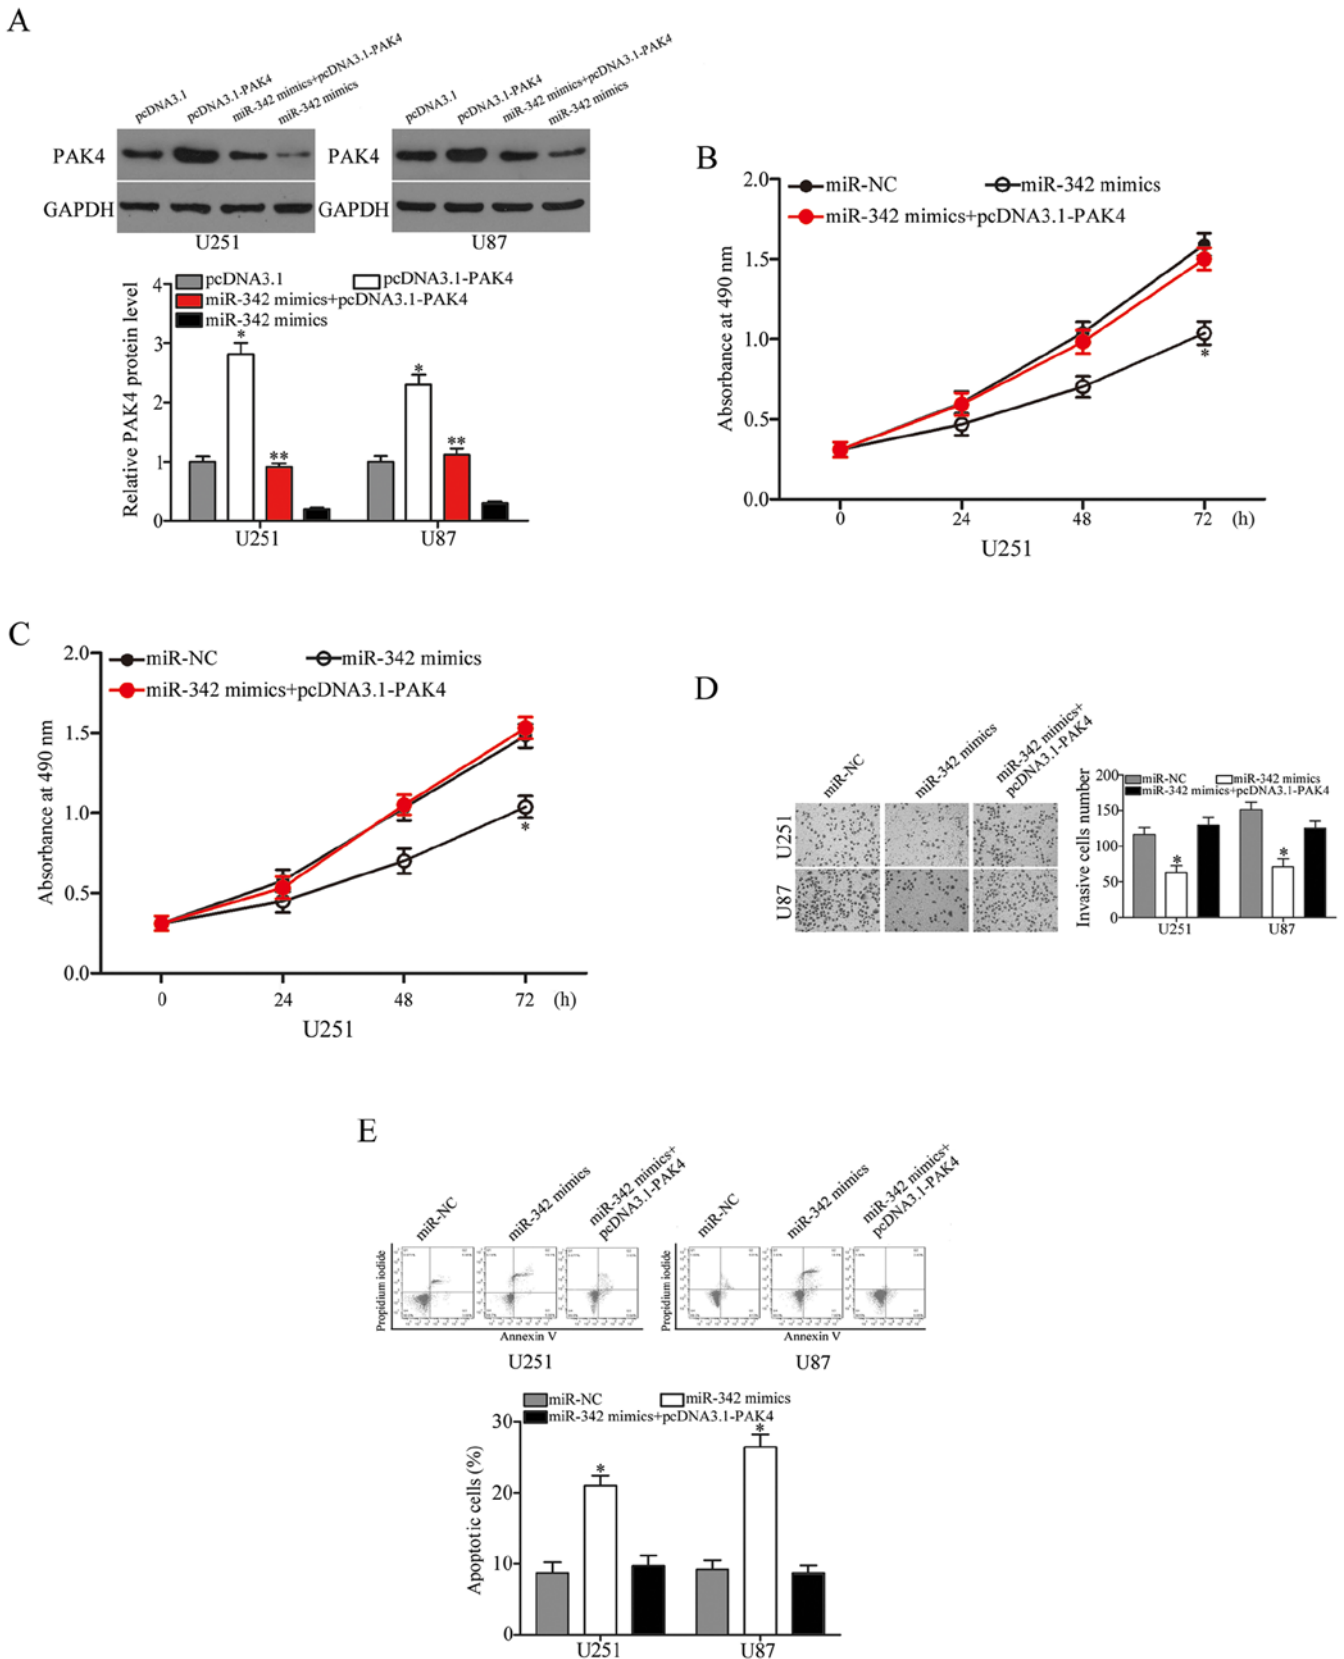 A
pcDNA3.1
pcDNA3.1-PAK4
miR-342 mimics+pcDNA3.1-PAK4
miR-342 mimics
pcDNA3.1
pcDNA3.1-PAK4
miR-342 mimics+pcDNA3.1-PAK4
miR-342 mimics
PAK4
PAK4
GAPDH
GAPDH
U251
U87
pcDNA3.1
pcDNA3.1-PAK4
miR-342 mimics+pcDNA3.1-PAK4
miR-342 mimics
Relative PAK4 protein level
4
3
2
1
0
*
**
*
**
U251
U87
B
miR-NC
miR-342 mimics
miR-342 mimics+pcDNA3.1-PAK4
Absorbance at 490 nm
2.0
1.5
1.0
0.5
0.0
*
0 24 48 72 (h)
U251
C
miR-NC
miR-342 mimics
miR-342 mimics+pcDNA3.1-PAK4
Absorbance at 490 nm
2.0
1.5
1.0
0.5
0.0
*
0 24 48 72 (h)
U251
D
miR-NC
miR-342 mimics
miR-342 mimics+
pcDNA3.1-PAK4
U251
U87
Invasive cells number
200
150
100
50
0
miR-NC
miR-342 mimics
miR-342 mimics+pcDNA3.1-PAK4
*
*
U251
U87
E
miR-NC
miR-342 mimics
miR-342 mimics+
pcDNA3.1-PAK4
miR-NC
miR-342 mimics
miR-342 mimics+
pcDNA3.1-PAK4
Propidium iodide
Propidium iodide
Annexin V
Annexin V
U251
U87
miR-NC
miR-342 mimics
miR-342 mimics+pcDNA3.1-PAK4
Apoptotic cells (%)
30
20
10
0
*
*
U251
U87